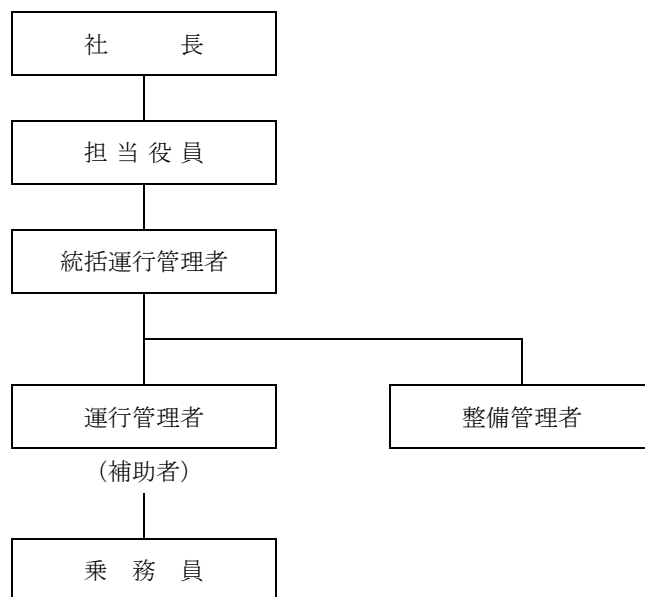 社　　　長
担 当 役 員
統括運行管理者
運行管理者
整備管理者
（補助者）
乗　務　員